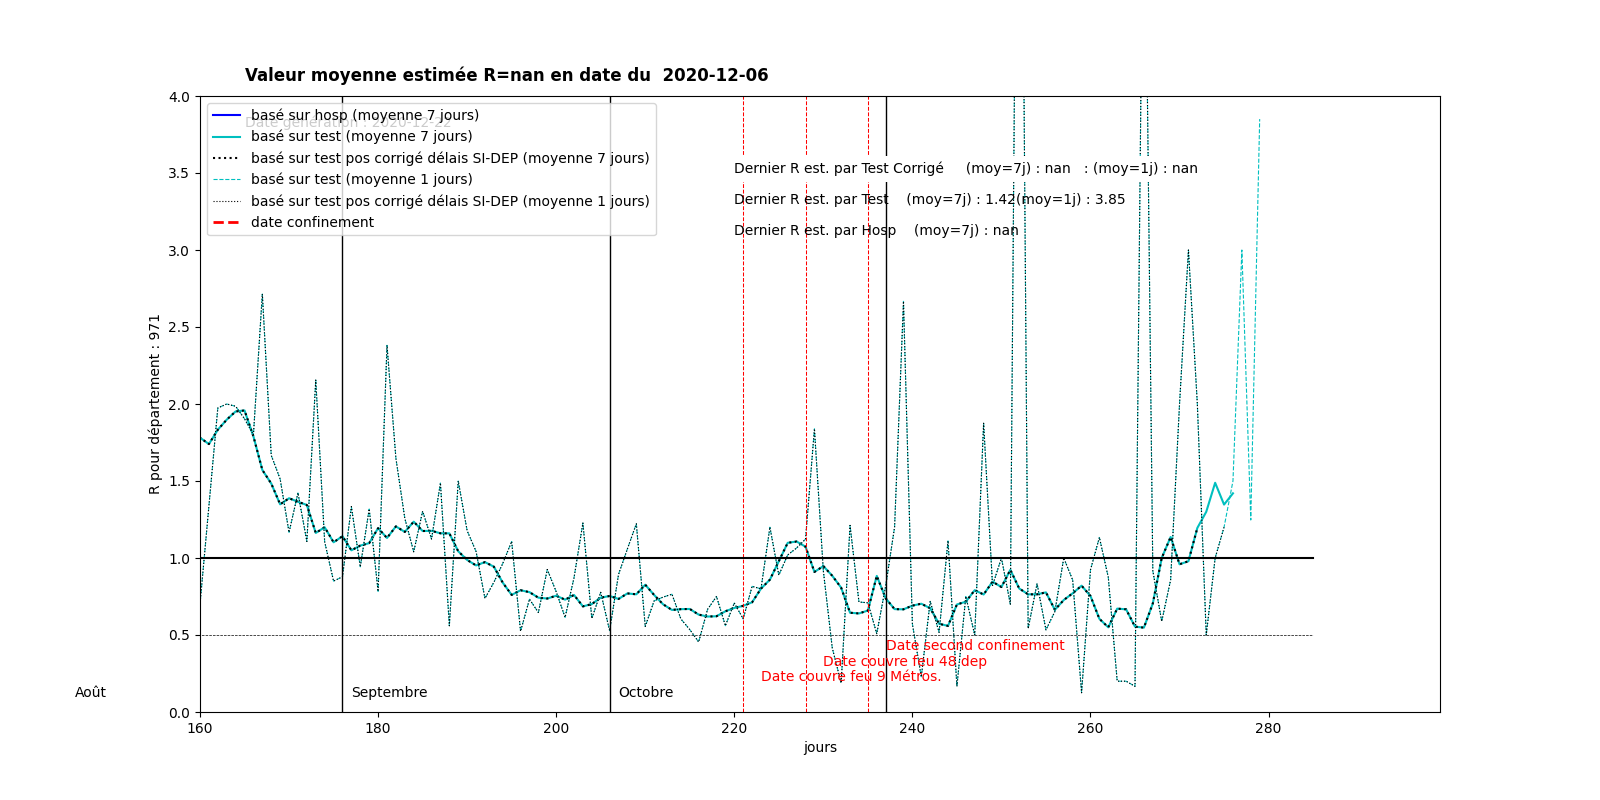 Valeur moyenne estimée R=nan en date du  2020-12-06
Date génération : 2020-12-22
basé sur hosp (moyenne 7 jours)
basé sur test (moyenne 7 jours)
basé sur test pos corrigé délais SI-DEP (moyenne 7 jours)
basé sur test (moyenne 1 jours)
basé sur test pos corrigé délais SI-DEP (moyenne 1 jours)
date confinement
Dernier R est. par Test Corrigé     (moy=7j) : nan   : (moy=1j) : nan
Dernier R est. par Test    (moy=7j) : 1.42(moy=1j) : 3.85
Dernier R est. par Hosp    (moy=7j) : nan
R pour département : 971
4.0
3.5
3.0
2.5
2.0
1.5
1.0
0.5
0.0
Date second confinement
Date couvre feu 48 dep
Date couvre feu 9 Métros.
Août
Septembre
Octobre
160
180
200
220
240
260
280
jours